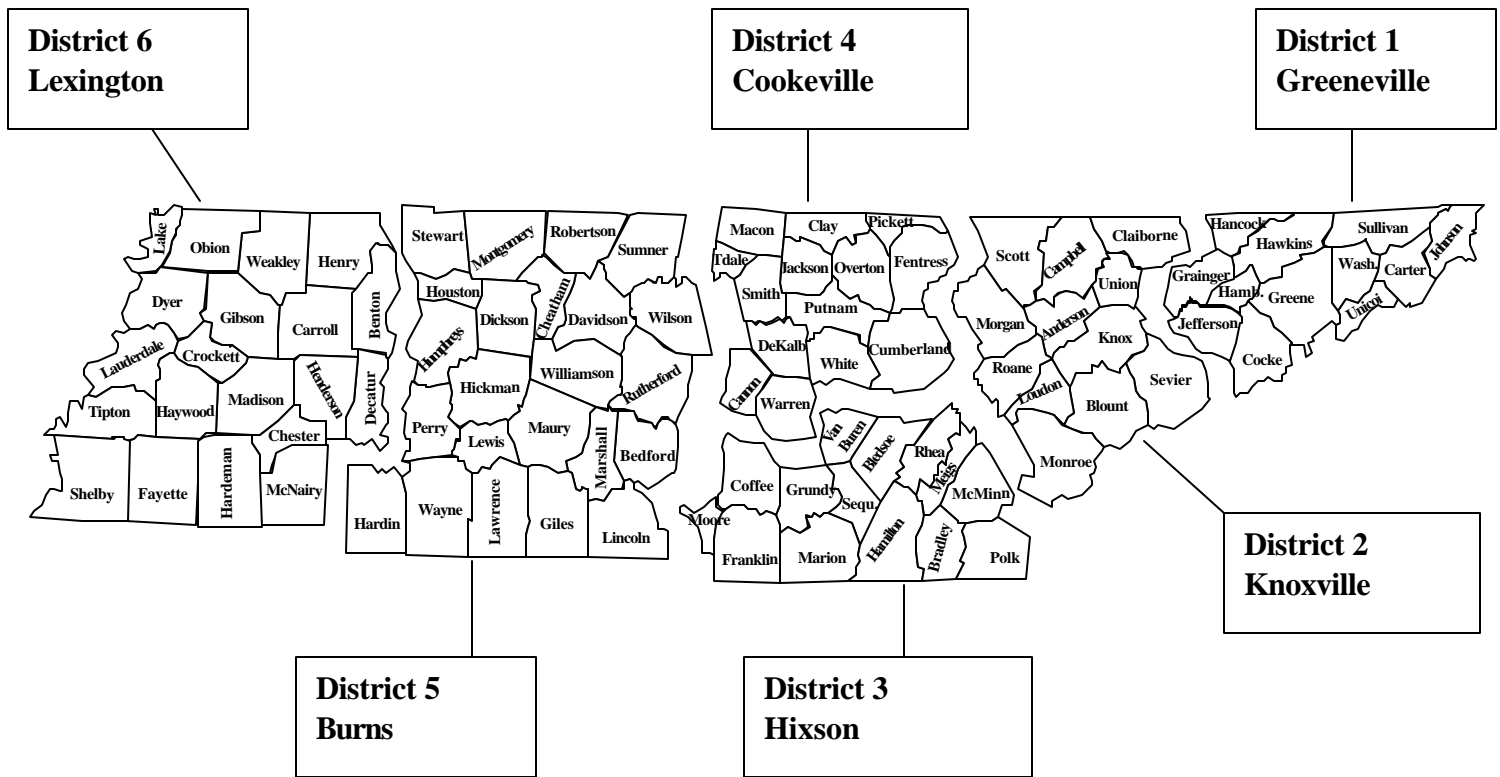 District 6
Lexington
District 4
Cookeville
District 1
Greeneville
Lake
Obion
Weakley
Henry
Dyer
Gibson
Carroll
Benton
Lauderdale
Crockett
Henderson
Decatur
Tipton
Haywood
Madison
Chester
Shelby
Fayette
Hardeman
McNairy
Stewart
Montgomery
Robertson
Sumner
Houston
Humphreys
Dickson
Cheatham
Davidson
Wilson
Hickman
Williamson
Rutherford
Perry
Lewis
Maury
Marshall
Bedford
Hardin
Wayne
Lawrence
Giles
Lincoln
Macon
Clay
Pickett
Tdale
Jackson
Overton
Fentress
Smith
Putnam
DeKalb
White
Cumberland
Cannon
Warren
Van
Buren
Bledsoe
Rhea
Meigs
McMinn
Coffee
Grundy
Sequ.
Moore
Franklin
Marion
Hamilton
Bradley
Polk
Scott
Campbell
Claiborne
Union
Morgan
Anderson
Knox
Roane
Loudon
Blount
Sevier
Monroe
Hancock
Hawkins
Sullivan
Johnson
Grainger
Hamb.
Greene
Wash.
Carter
Unicoi
Jefferson
Cocke
District 2
Knoxville
District 5
Burns
District 3
Hixson